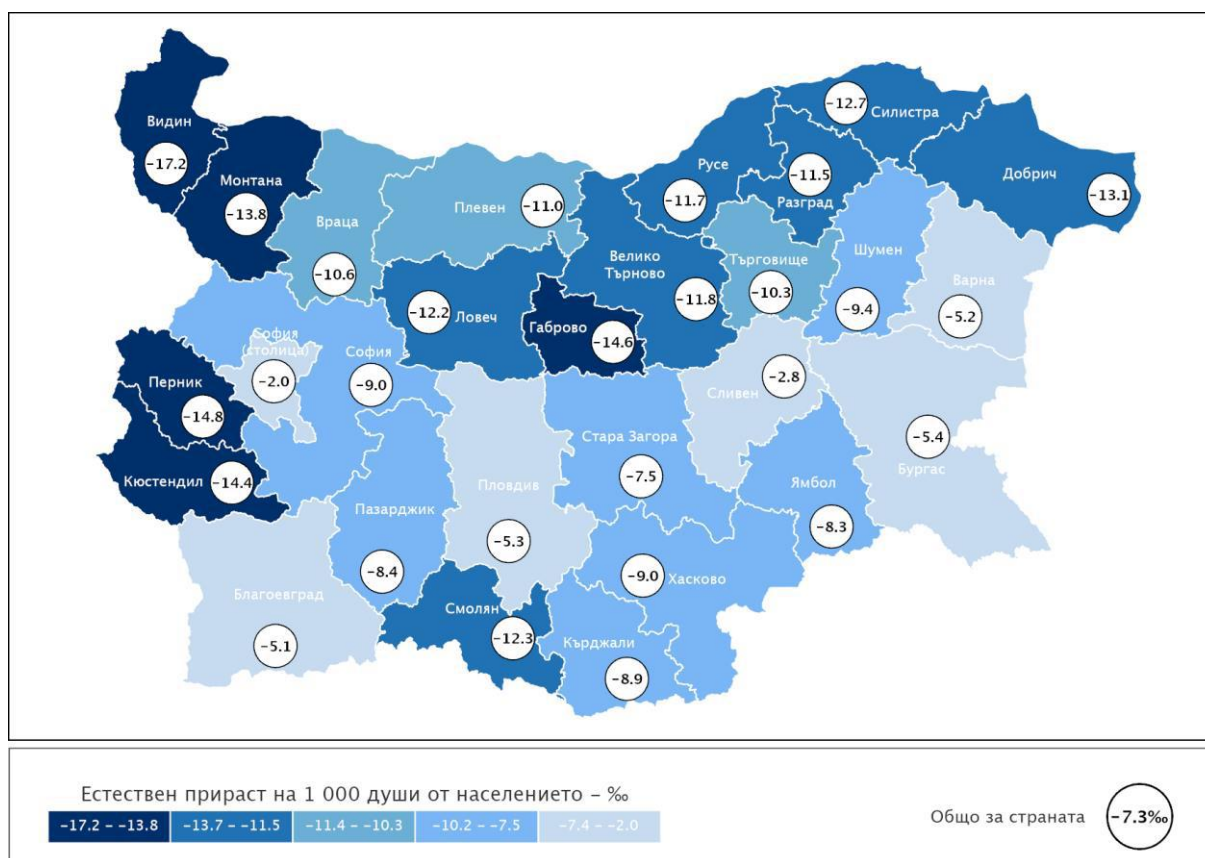 Видин
-17.2
Монтана
-13.8
Враца
-10.6
Плевен
-11.0
Ловеч
-12.2
Велико
Търново
-11.8
Габрово
-14.6
Русе
-11.7
Разград
-11.5
Силистра
-12.7
Добрич
-13.1
Търговище
-10.3
Шумен
-9.4
Варна
-5.2
София
(столица)
-2.0
София
-9.0
Перник
-14.8
Кюстендил
-14.4
Благоевград
-5.1
Пазарджик
-8.4
Пловдив
-5.3
Смолян
-12.3
Стара Загора
-7.5
Сливен
-2.8
Бургас
-5.4
Ямбол
-8.3
Хасково
-9.0
Кърджали
-8.9
Естествен прираст на 1 000 души от населението – ‰
-17.2 – -13.8
-13.7 – -11.5
-11.4 – -10.3
-10.2 – -7.5
-7.4 – -2.0
Общо за страната
-7.3‰